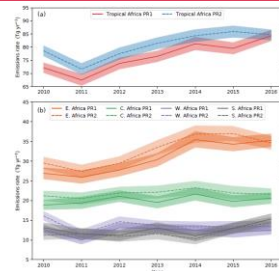 (a)
Tropical Africa PR1
Tropical Africa PR2
Emissions rate (Tg yr⁻¹)
95
90
85
80
75
70
65
2010 2011 2012 2013 2014 2015 2016
(b)
E. Africa PR1 C. Africa PR1 W. Africa PR1 S. Africa PR1
E. Africa PR2 C. Africa PR2 W. Africa PR2 S. Africa PR2
Emissions rate (Tg yr⁻¹)
45
40
35
30
25
20
15
10
5
2010 2011 2012 2013 2014 2015 2016